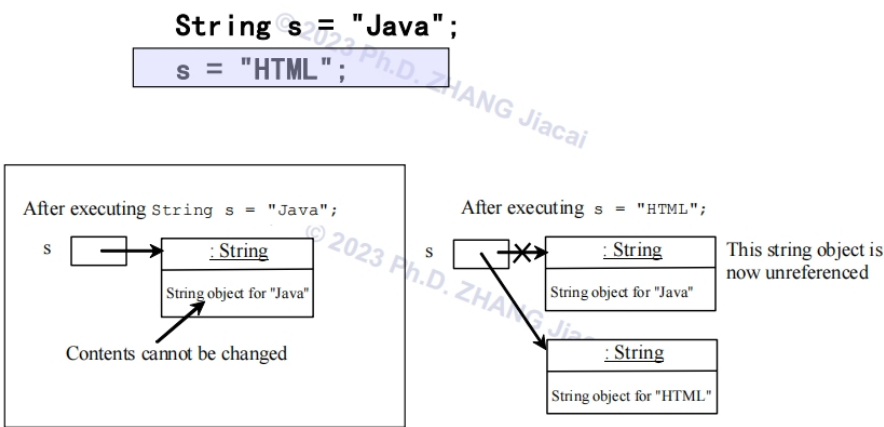 String s = "Java";
s = "HTML";
© 2023 Ph.D. ZHANG Jiacai
After executing String s = "Java";
s
: String
String object for "Java"
Contents cannot be changed
After executing s = "HTML";
s
: String
String object for "Java"
This string object is
now unreferenced
: String
String object for "HTML"
© 2023 Ph.D. ZHANG Jiac